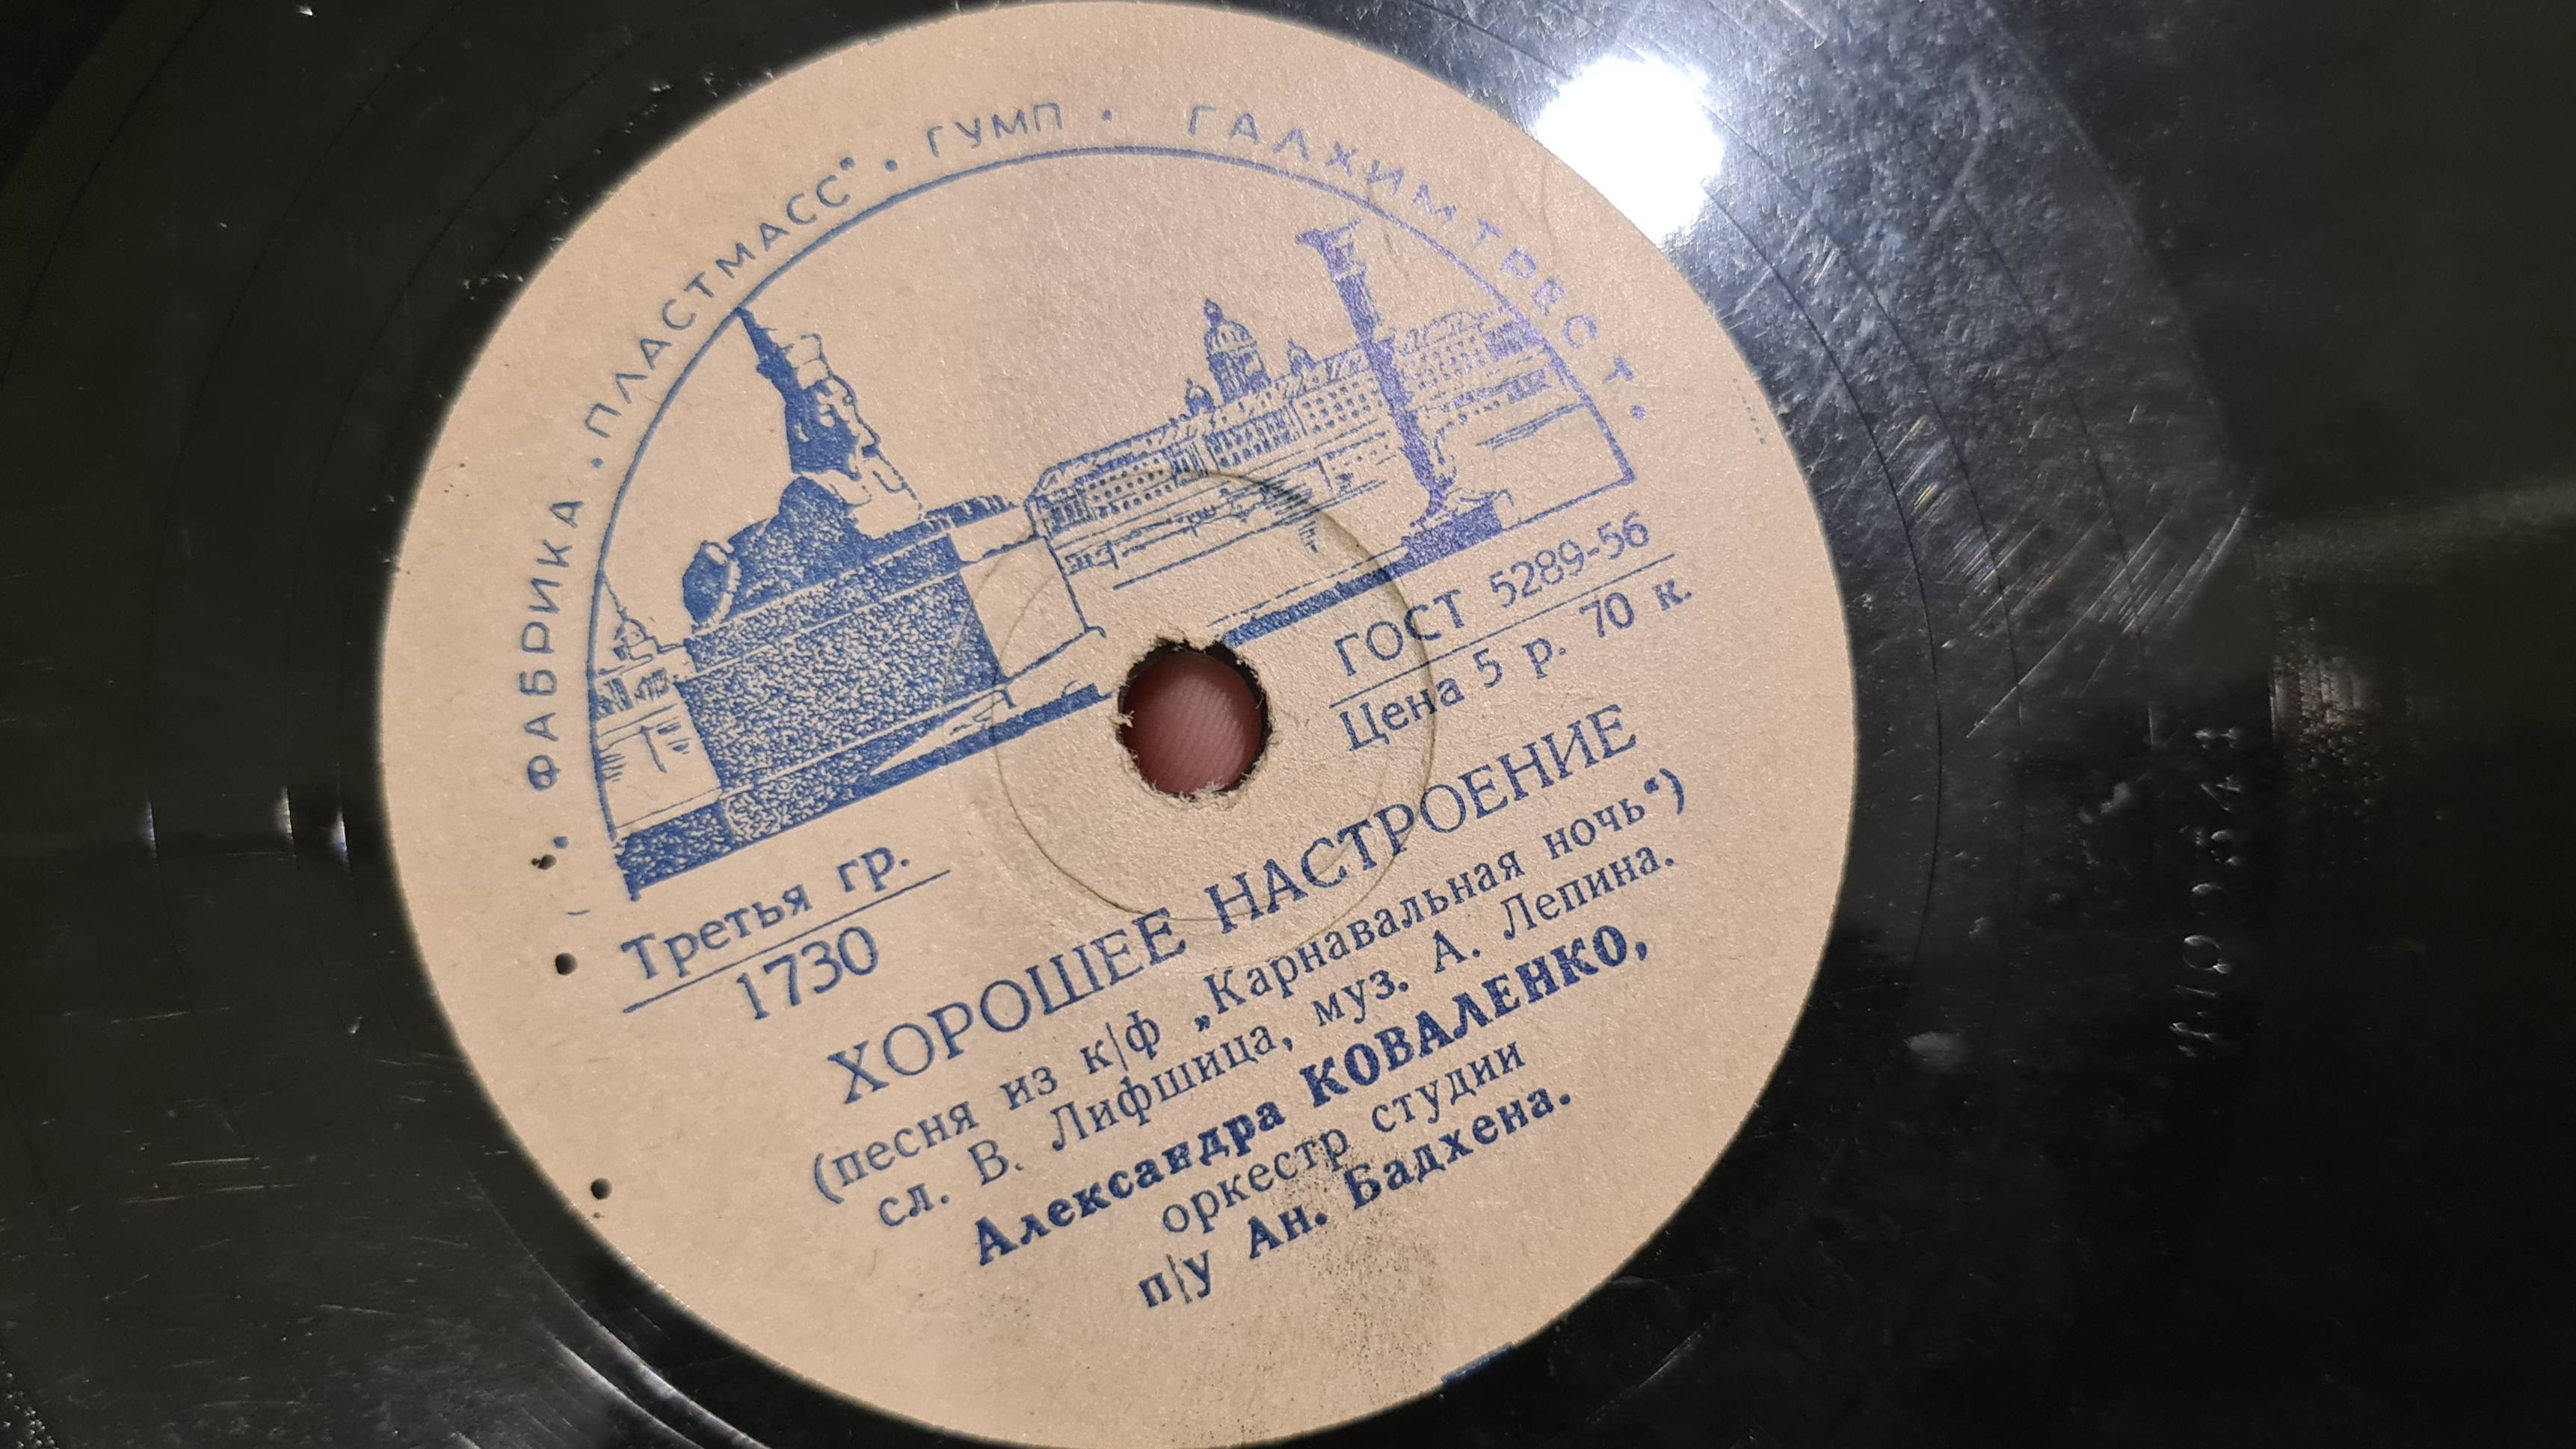 • ФАБРИКА • „ПЛАСТМАСС“ • ГУМП • ГАЛХИМТРЕСТ •
ГОСТ 5289-56
Цена 5 р. 70 к.
Третья гр.
1730
ХОРОШЕЕ НАСТРОЕНИЕ
(песня из к|ф „Карнавальная ночь“)
сл. В. Лифшица, муз. А. Лепина.
Александра КОВАЛЕНКО,
оркестр студии
п|у Ан. Бадхена.